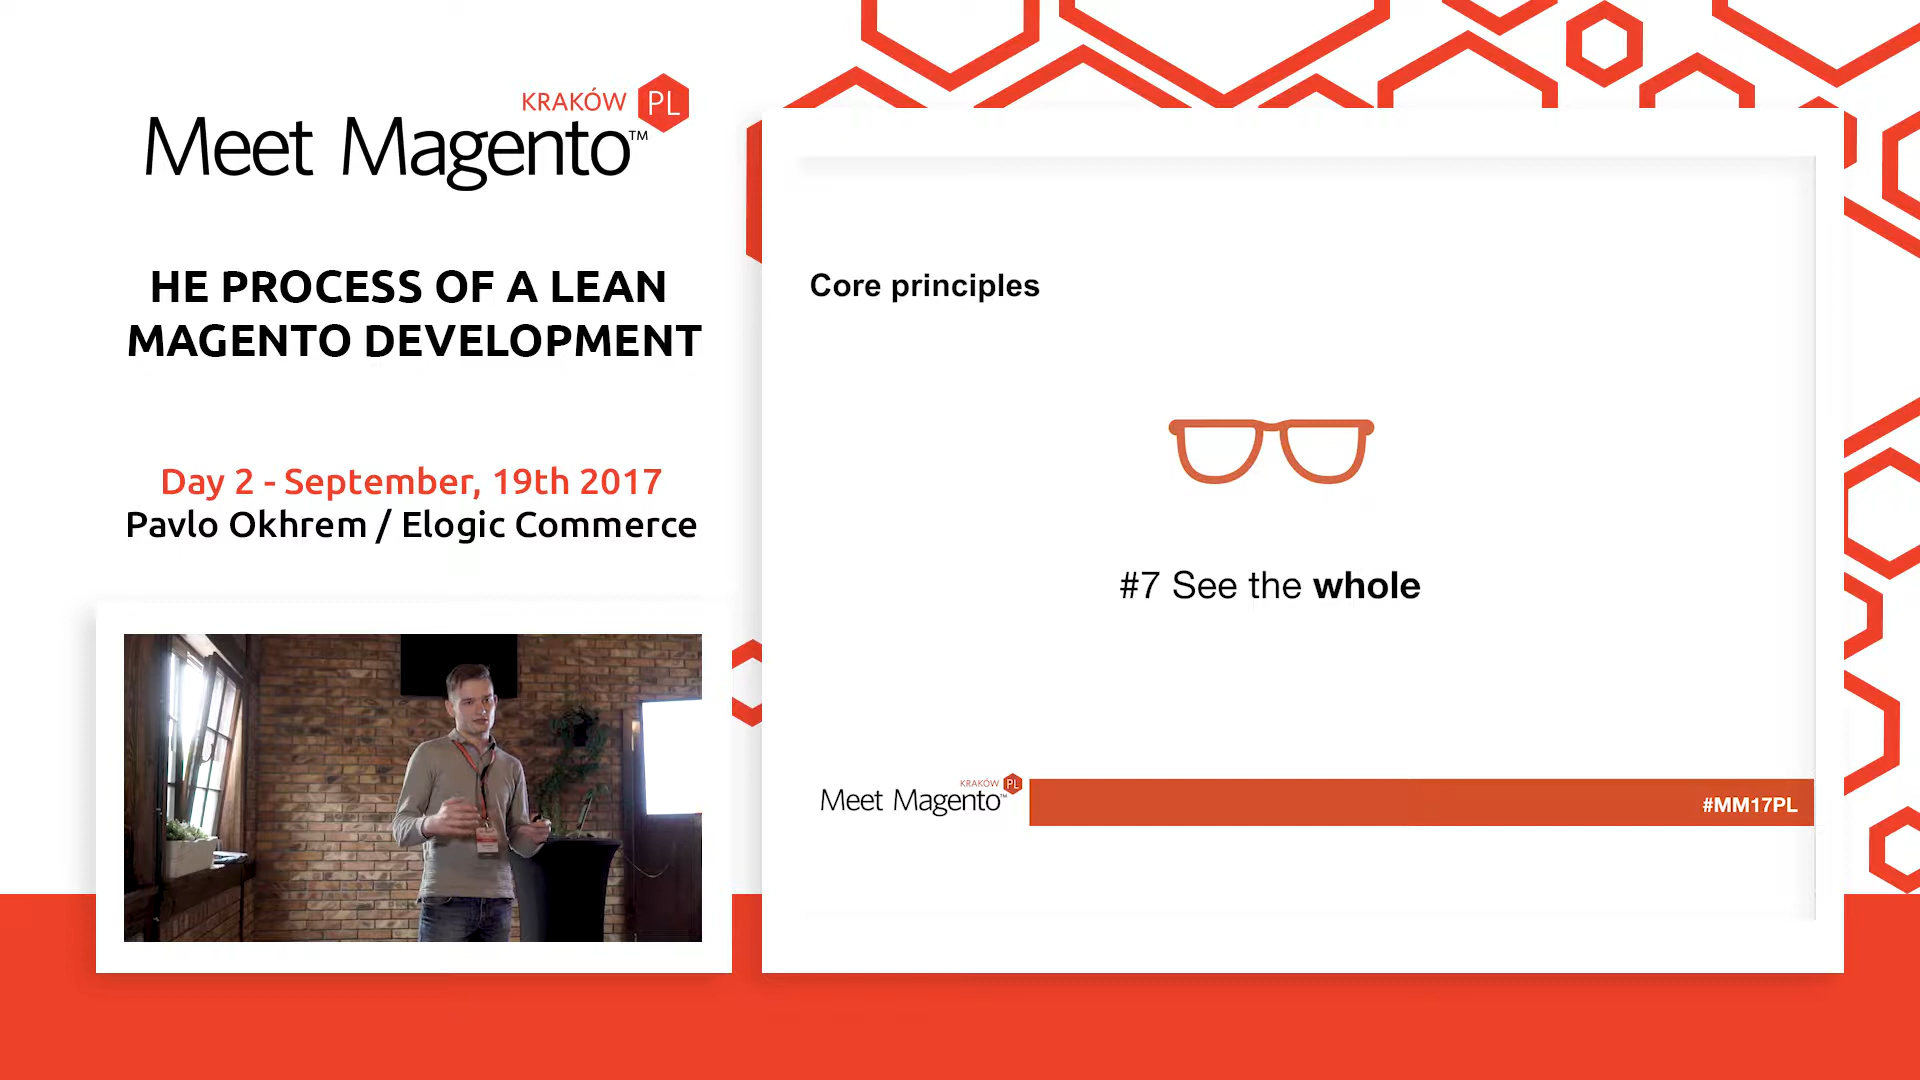 KRAKÓW PL
Meet Magento™
HE PROCESS OF A LEAN
MAGENTO DEVELOPMENT
Day 2 - September, 19th 2017
Pavlo Okhrem / Elogic Commerce
Core principles
#7 See the whole
KRAKÓW PL
Meet Magento™
#MM17PL